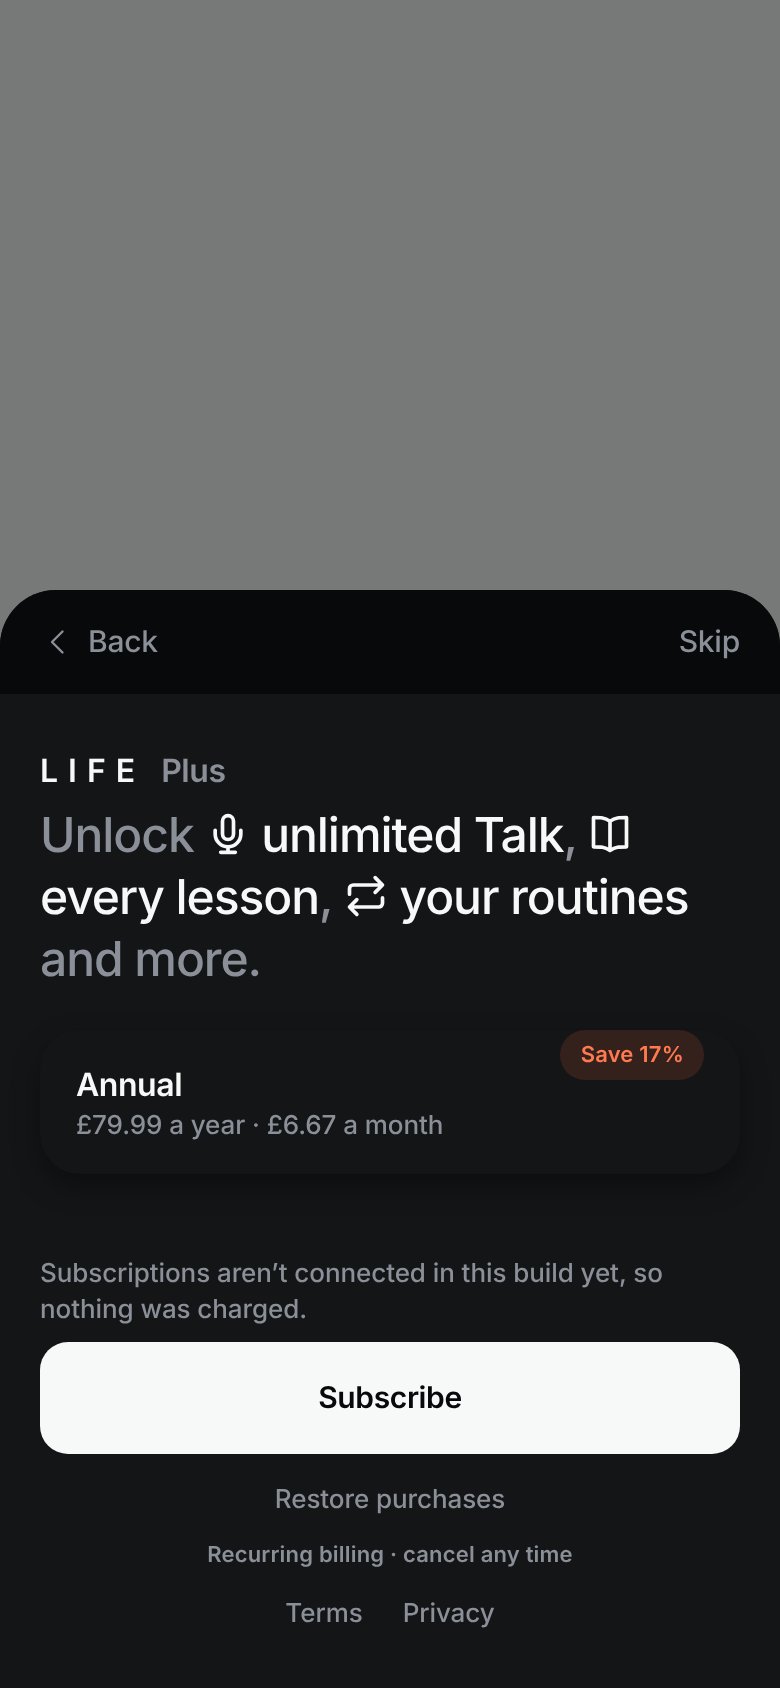 Back
Skip
LIFE Plus
Unlock unlimited Talk,
every lesson, your routines
and more.
Save 17%
Annual
£79.99 a year · £6.67 a month
Subscriptions aren’t connected in this build yet, so
nothing was charged.
Subscribe
Restore purchases
Recurring billing · cancel any time
Terms Privacy